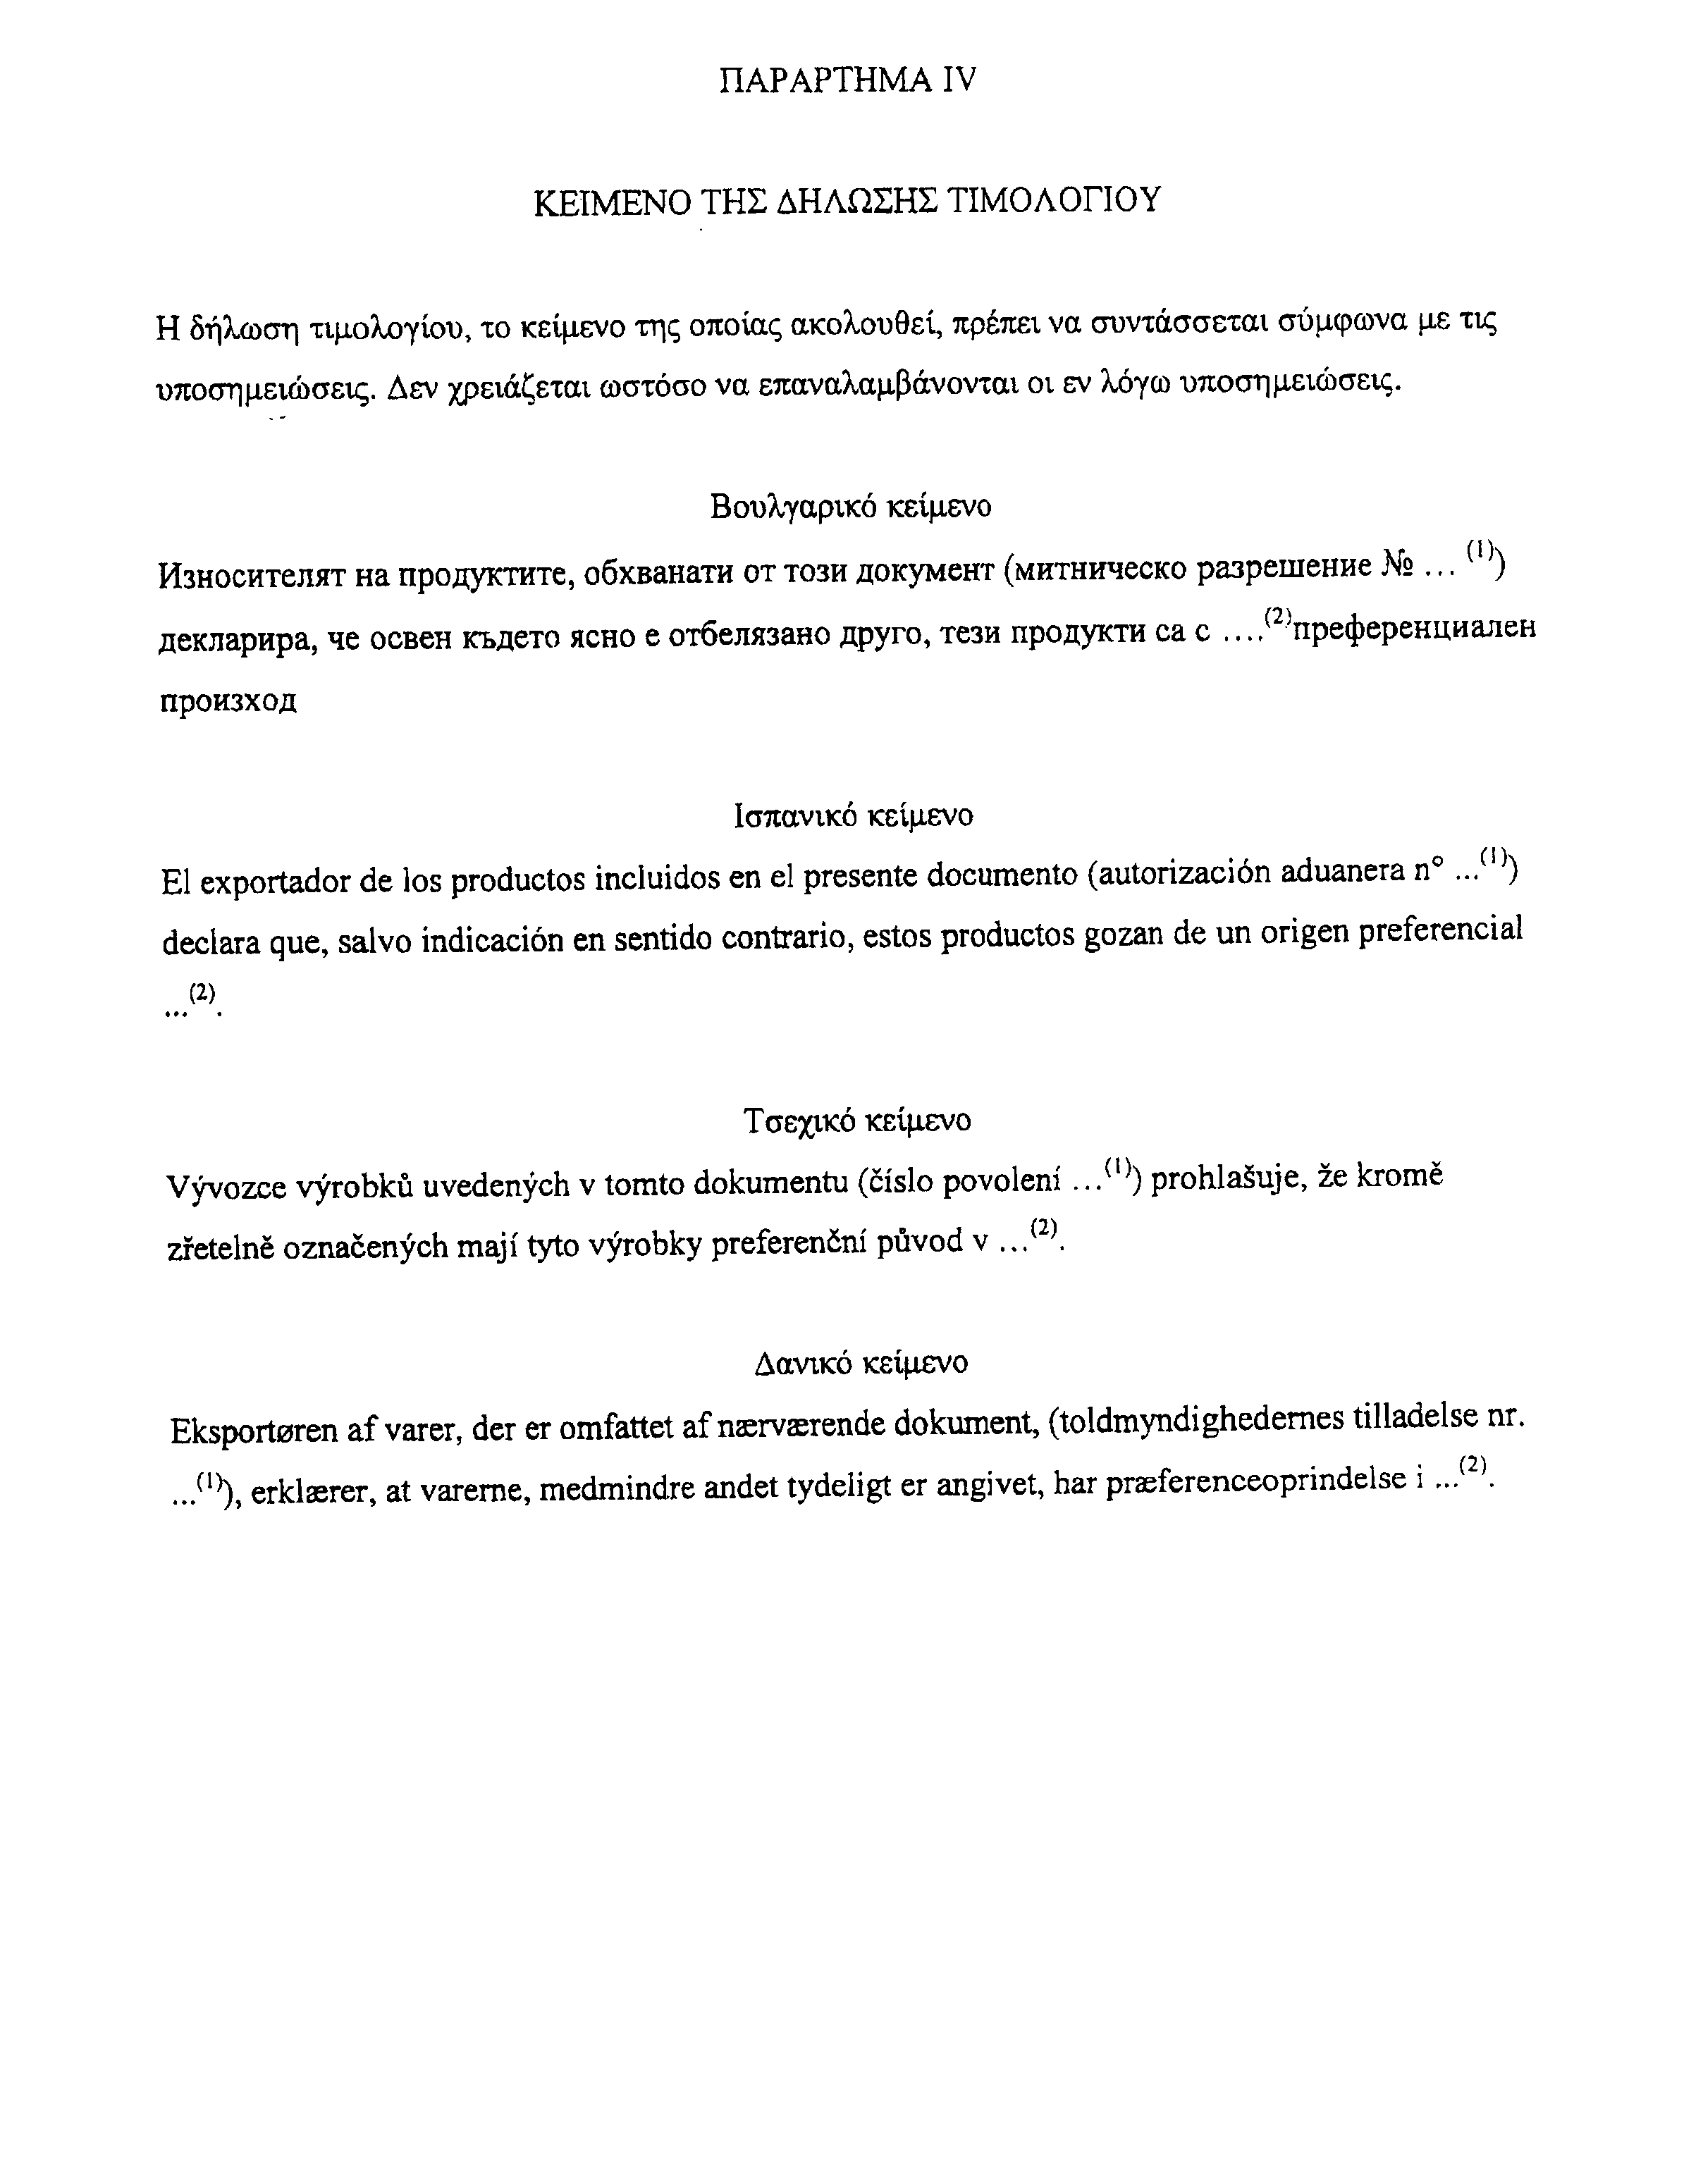 ΠΑΡΑΡΤΗΜΑ IV
ΚΕΙΜΕΝΟ ΤΗΣ ΔΗΛΩΣΗΣ ΤΙΜΟΛΟΓΙΟΥ
Η δήλωση τιμολογίου, το κείμενο της οποίας ακολουθεί, πρέπει να συντάσσεται σύμφωνα με τις
υποσημειώσεις. Δεν χρειάζεται ωστόσο να επαναλαμβάνονται οι εν λόγω υποσημειώσεις.
Βουλγαρικό κείμενο
Износителят на продуктите, обхванати от този документ (митническо разрешение № … (1))
декларира, че освен където ясно е отбелязано друго, тези продукти са с ….(2)преференциален
произход
Ισπανικό κείμενο
El exportador de los productos incluidos en el presente documento (autorización aduanera n° ...(1))
declara que, salvo indicación en sentido contrario, estos productos gozan de un origen preferencial
...(2).
Τσεχικό κείμενο
Vývozce výrobků uvedených v tomto dokumentu (číslo povolení ...(1)) prohlašuje, že kromě
zřetelně označených mají tyto výrobky preferenční původ v ...(2).
Δανικό κείμενο
Eksportøren af varer, der er omfattet af nærværende dokument, (toldmyndighedernes tilladelse nr.
...(1)), erklærer, at varerne, medmindre andet tydeligt er angivet, har præferenceoprindelse i ...(2).